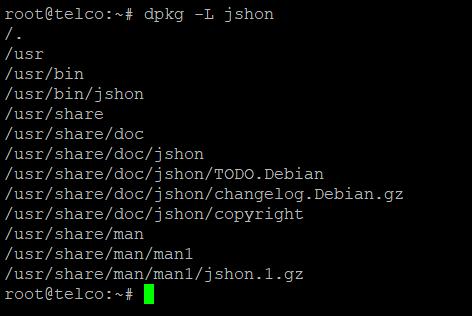 root@telco:~# dpkg -L jshon
/.
/usr
/usr/bin
/usr/bin/jshon
/usr/share
/usr/share/doc
/usr/share/doc/jshon
/usr/share/doc/jshon/TODO.Debian
/usr/share/doc/jshon/changelog.Debian.gz
/usr/share/doc/jshon/copyright
/usr/share/man
/usr/share/man/man1
/usr/share/man/man1/jshon.1.gz
root@telco:~#